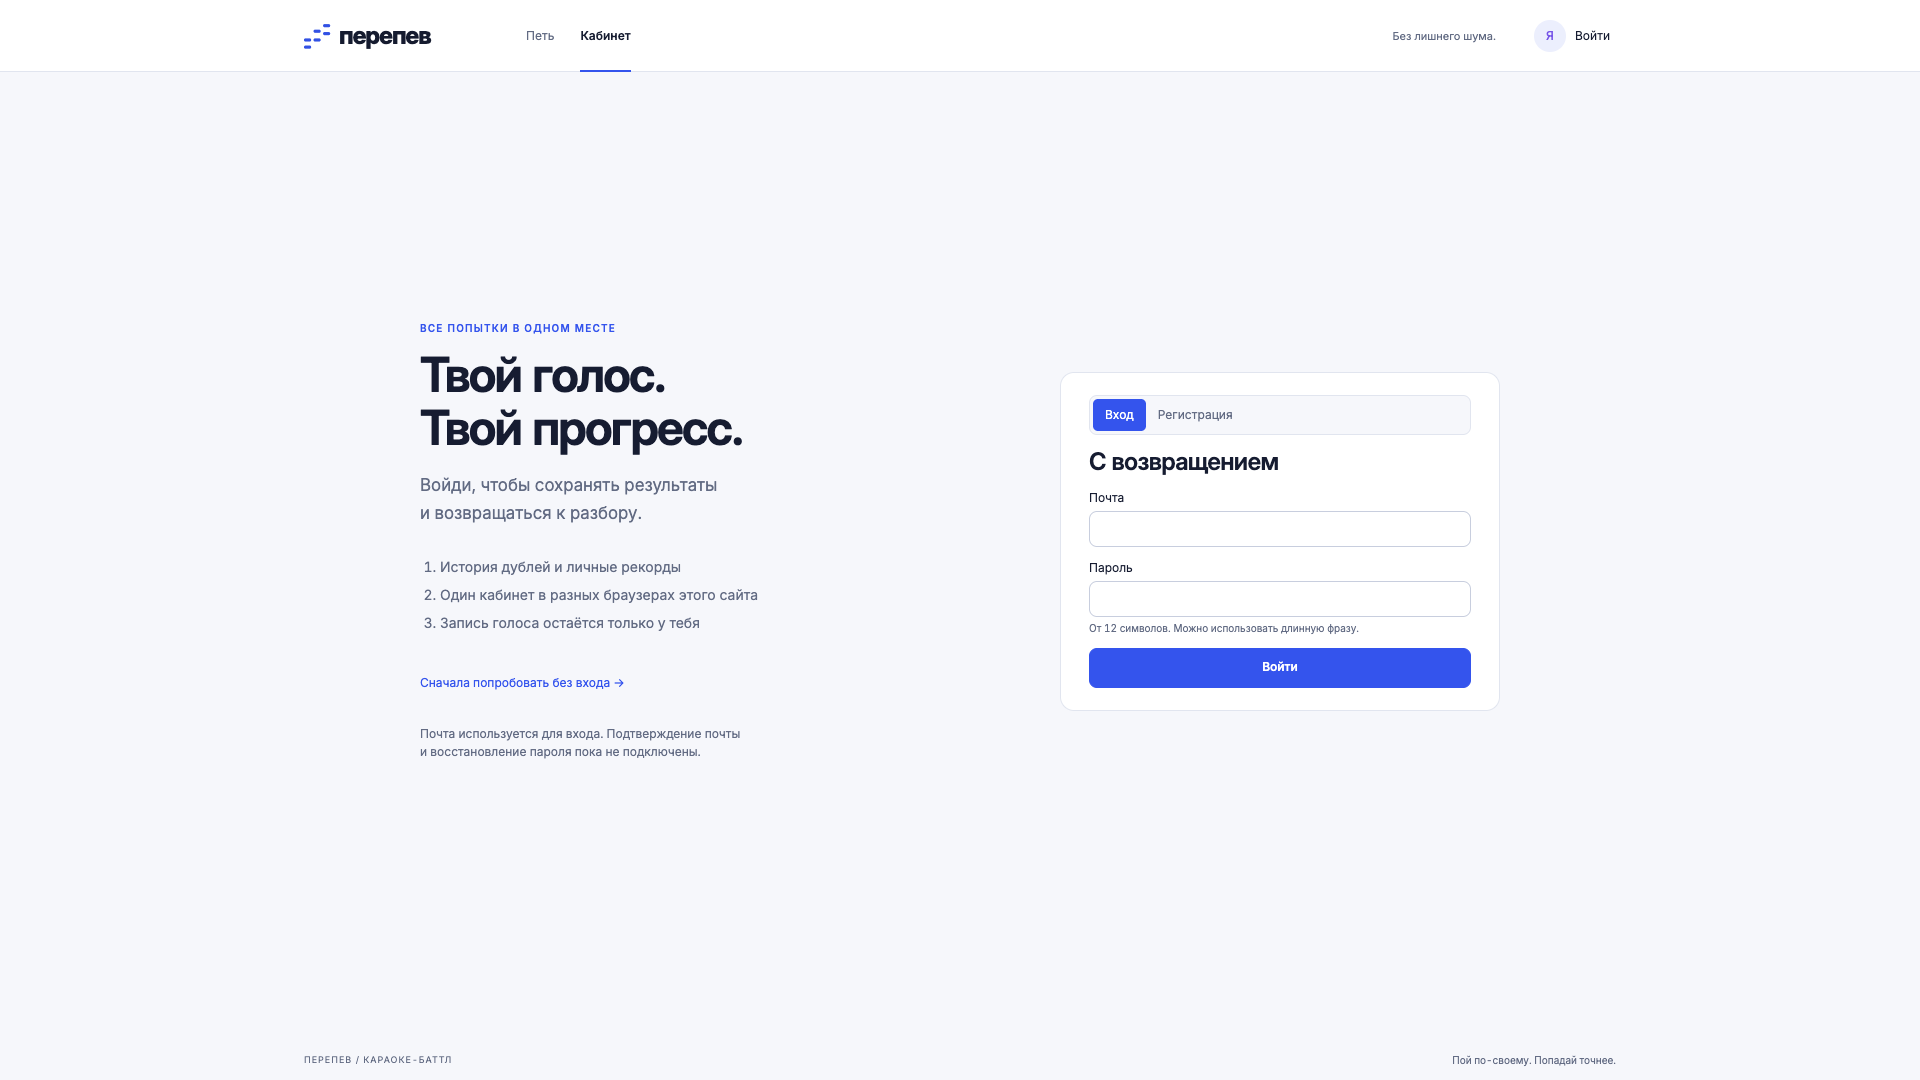 перепев
Петь
Кабинет
Без лишнего шума.
Я
Войти
ВСЕ ПОПЫТКИ В ОДНОМ МЕСТЕ
Твой голос.
Твой прогресс.
Войди, чтобы сохранять результаты
и возвращаться к разбору.
1. История дублей и личные рекорды
2. Один кабинет в разных браузерах этого сайта
3. Запись голоса остаётся только у тебя
Сначала попробовать без входа →
Почта используется для входа. Подтверждение почты
и восстановление пароля пока не подключены.
Вход
Регистрация
С возвращением
Почта
Пароль
От 12 символов. Можно использовать длинную фразу.
Войти
ПЕРЕПЕВ / КАРАОКЕ-БАТТЛ
Пой по-своему. Попадай точнее.